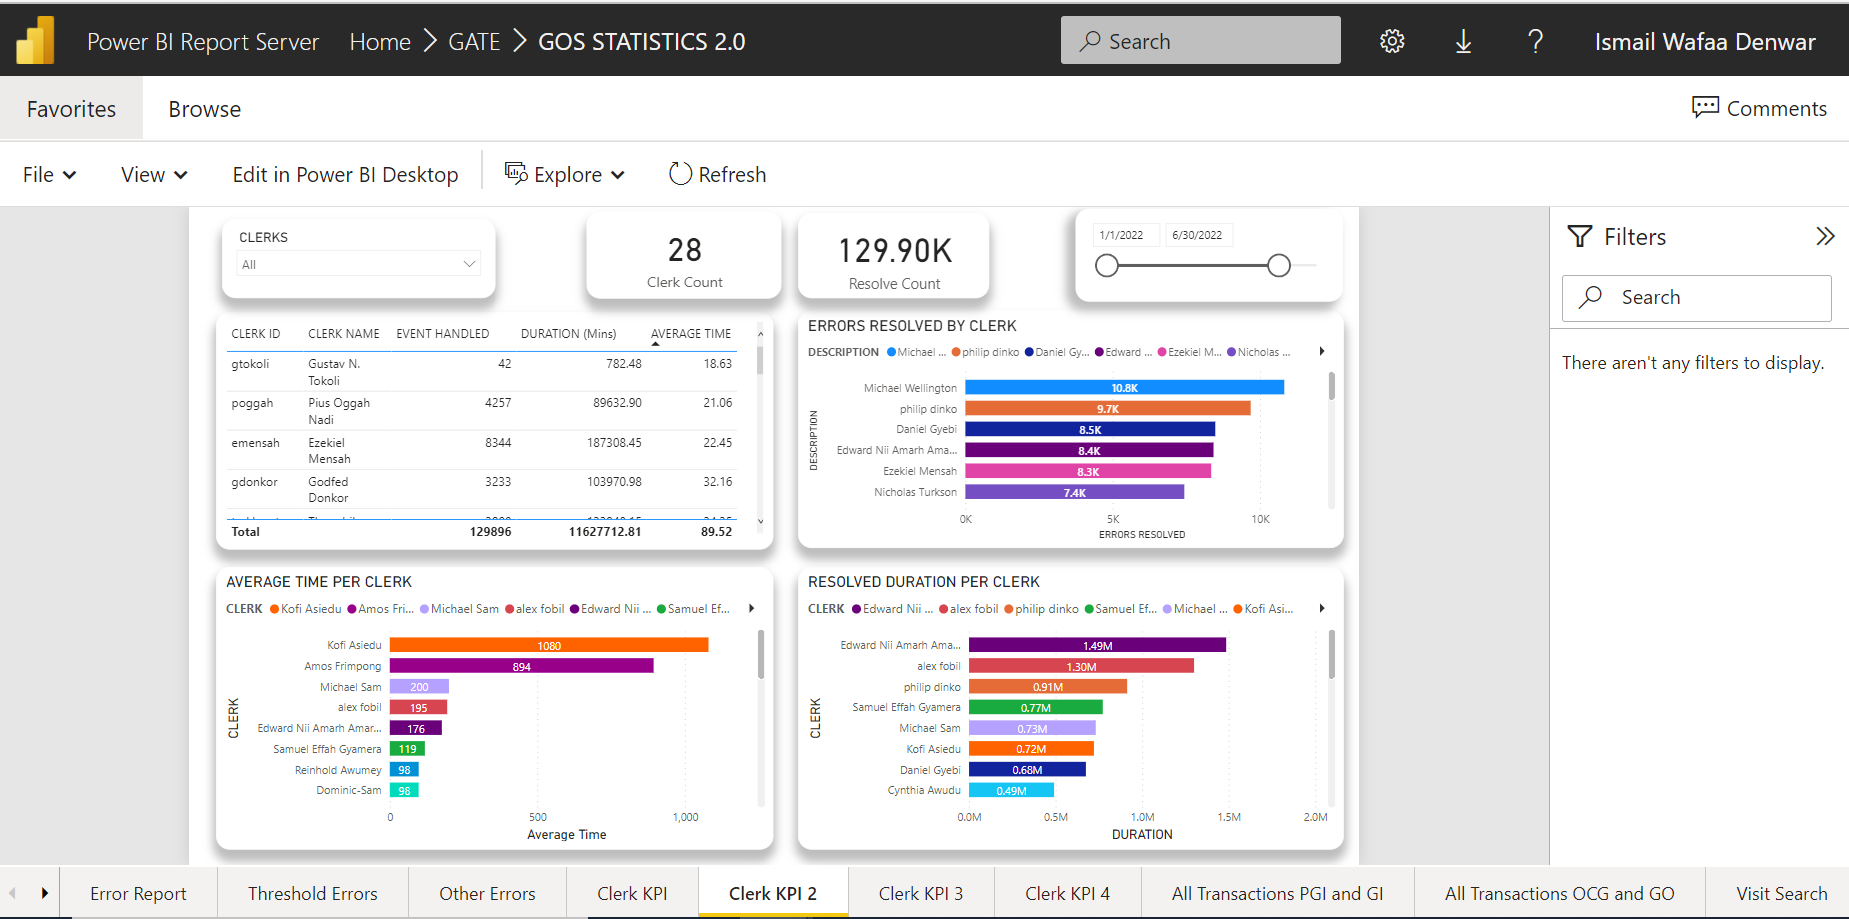 Power BI Report Server Home > GATE > GOS STATISTICS 2.0 Search ? Ismail Wafaa Denwar
Favorites Browse Comments
File View Edit in Power BI Desktop Explore Refresh
CLERKS
All
28
Clerk Count
129.90K
Resolve Count
1/1/2022 6/30/2022
Filters
Search
There aren't any filters to display.
CLERK ID CLERK NAME EVENT HANDLED DURATION (Mins) AVERAGE TIME
gtokoli Gustav N. 42 782.48 18.63
Tokoli
poggah Pius Oggah 4257 89632.90 21.06
Nadi
emensah Ezekiel 8344 187308.45 22.45
Mensah
gdonkor Godfed 3233 103970.98 32.16
Donkor
Total 129896 11627712.81 89.52
ERRORS RESOLVED BY CLERK
DESCRIPTION Michael ... philip dinko Daniel Gy... Edward ... Ezekiel M... Nicholas ...
DESCRIPTION
Michael Wellington 10.8K
philip dinko 9.7K
Daniel Gyebi 8.5K
Edward Nii Amarh Ama... 8.4K
Ezekiel Mensah 8.3K
Nicholas Turkson 7.4K
0K 5K 10K
ERRORS RESOLVED
AVERAGE TIME PER CLERK
CLERK Kofi Asiedu Amos Fri... Michael Sam alex fobil Edward Nii ... Samuel Ef...
CLERK
Kofi Asiedu 1080
Amos Frimpong 894
Michael Sam 200
alex fobil 195
Edward Nii Amarh Amar... 176
Samuel Effah Gyamera 119
Reinhold Awumey 98
Dominic-Sam 98
0 500 1,000
Average Time
RESOLVED DURATION PER CLERK
CLERK Edward Nii ... alex fobil philip dinko Samuel Ef... Michael ... Kofi Asi...
CLERK
Edward Nii Amarh Ama... 1.49M
alex fobil 1.30M
philip dinko 0.91M
Samuel Effah Gyamera 0.77M
Michael Sam 0.73M
Kofi Asiedu 0.72M
Daniel Gyebi 0.68M
Cynthia Awudu 0.49M
0.0M 0.5M 1.0M 1.5M 2.0M
DURATION
Error Report Threshold Errors Other Errors Clerk KPI Clerk KPI 2 Clerk KPI 3 Clerk KPI 4 All Transactions PGI and GI All Transactions OCG and GO Visit Search